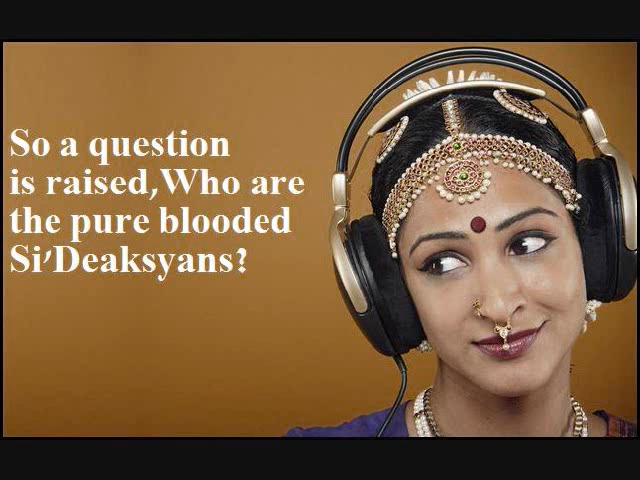 So a question
is raised,Who are
the pure blooded
Si'Deaksyans?